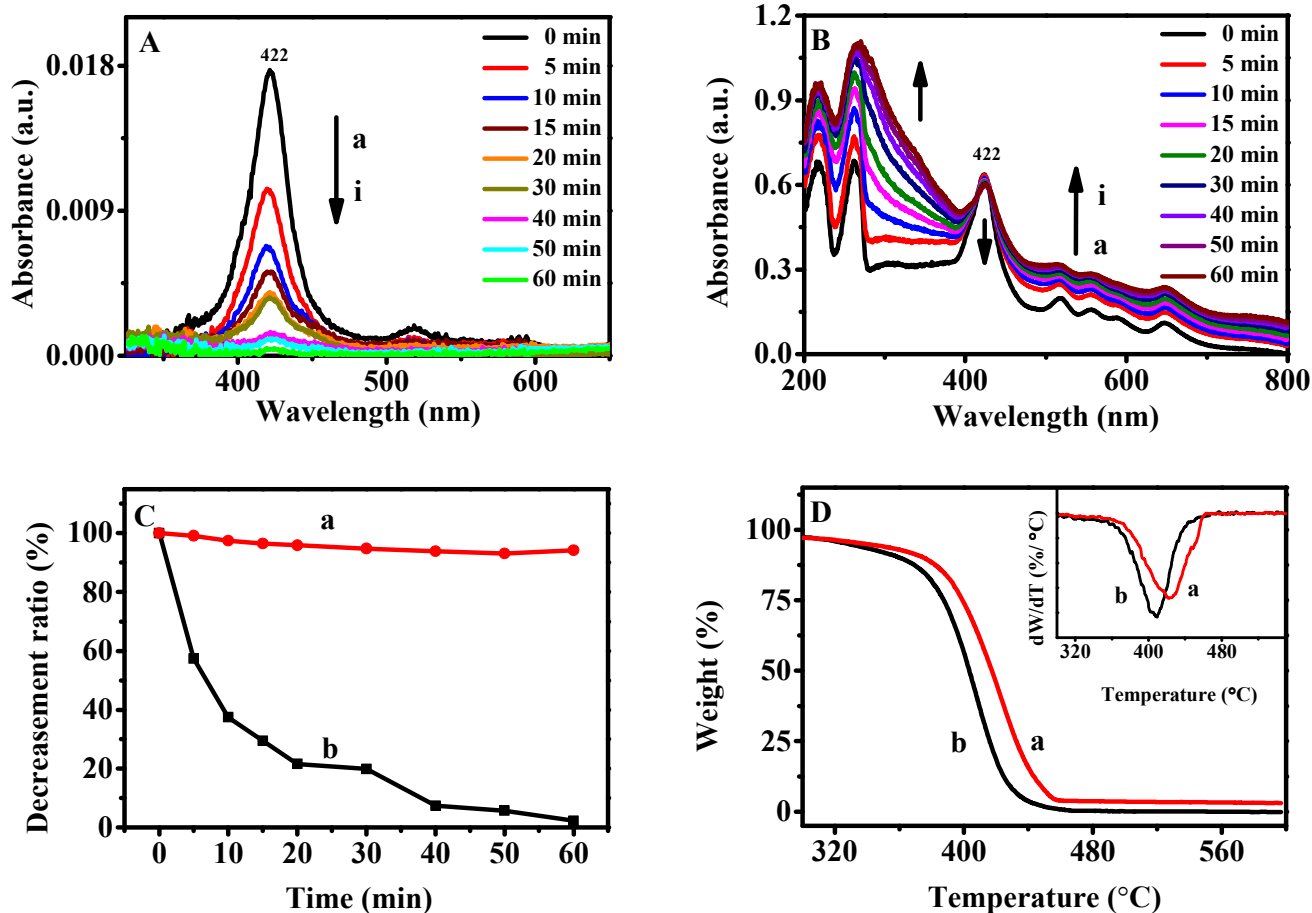 A
422
0 min
5 min
10 min
15 min
20 min
30 min
40 min
50 min
60 min
a
i
0.018
0.009
0.000
400
500
600
Absorbance (a.u.)
Wavelength (nm)
B
422
0 min
5 min
10 min
15 min
20 min
30 min
40 min
50 min
60 min
i
a
1.2
0.9
0.6
0.3
0.0
200
400
600
800
Absorbance (a.u.)
Wavelength (nm)
C
a
b
100
80
60
40
20
0
0
10
20
30
40
50
60
Decreasement ratio (%)
Time (min)
D
b
a
100
75
50
25
0
320
400
480
560
Weight (%)
Temperature (°C)
b
a
320
400
480
dW/dT (%/ °C)
Temperature (°C)